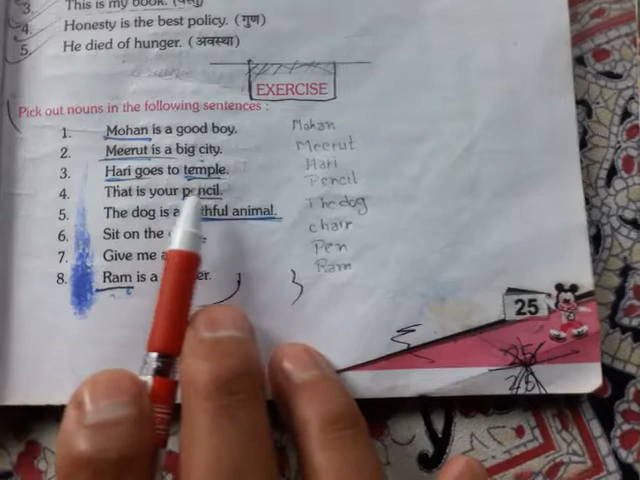 3. This is my book. (वस्तु)
4. Honesty is the best policy. (गुण)
5. He died of hunger. (अवस्था)
EXERCISE
Pick out nouns in the following sentences :
1. Mohan is a good boy. Mohan
2. Meerut is a big city. Meerut
3. Hari goes to temple. Hari
4. That is your pencil. Pencil
5. The dog is a thful animal. The dog
6. Sit on the chair
7. Give me Pen
8. Ram is a er. Ram
25